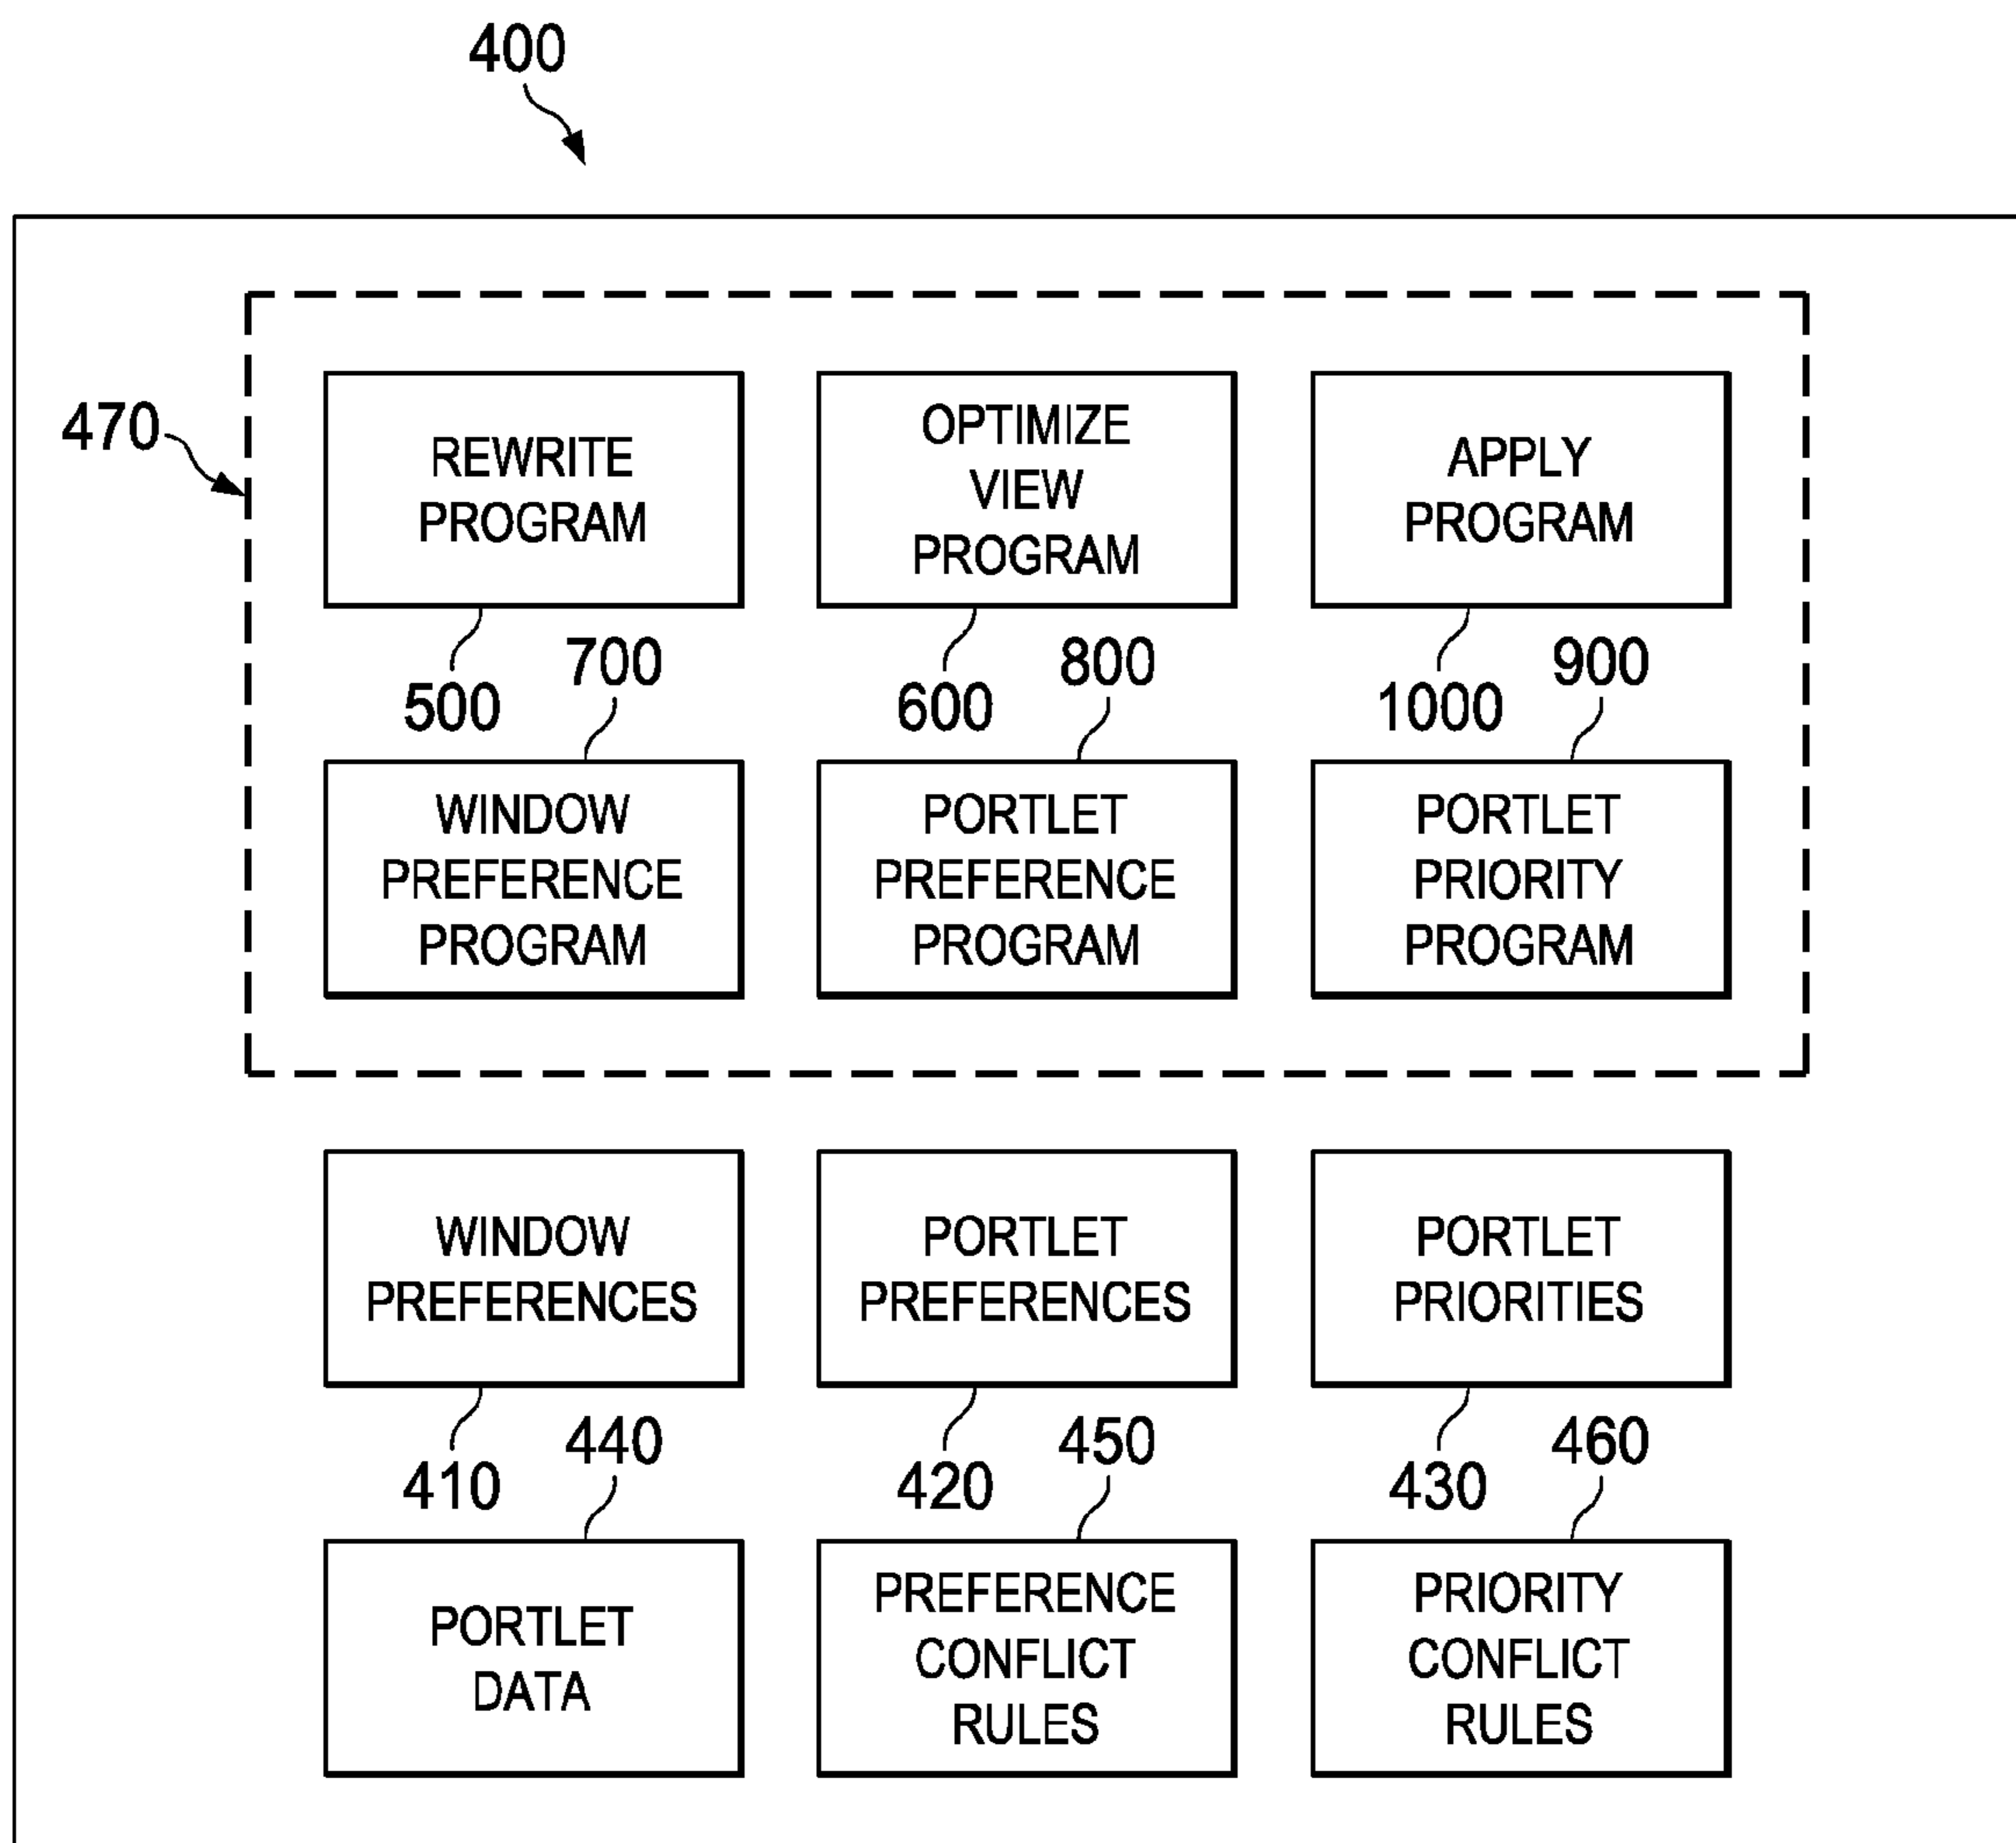 400
470
REWRITE
PROGRAM
OPTIMIZE
VIEW
PROGRAM
APPLY
PROGRAM
500
700
600
800
1000
900
WINDOW
PREFERENCE
PROGRAM
PORTLET
PREFERENCE
PROGRAM
PORTLET
PRIORITY
PROGRAM
WINDOW
PREFERENCES
PORTLET
PREFERENCES
PORTLET
PRIORITIES
410
440
420
450
430
460
PORTLET
DATA
PREFERENCE
CONFLICT
RULES
PRIORITY
CONFLICT
RULES